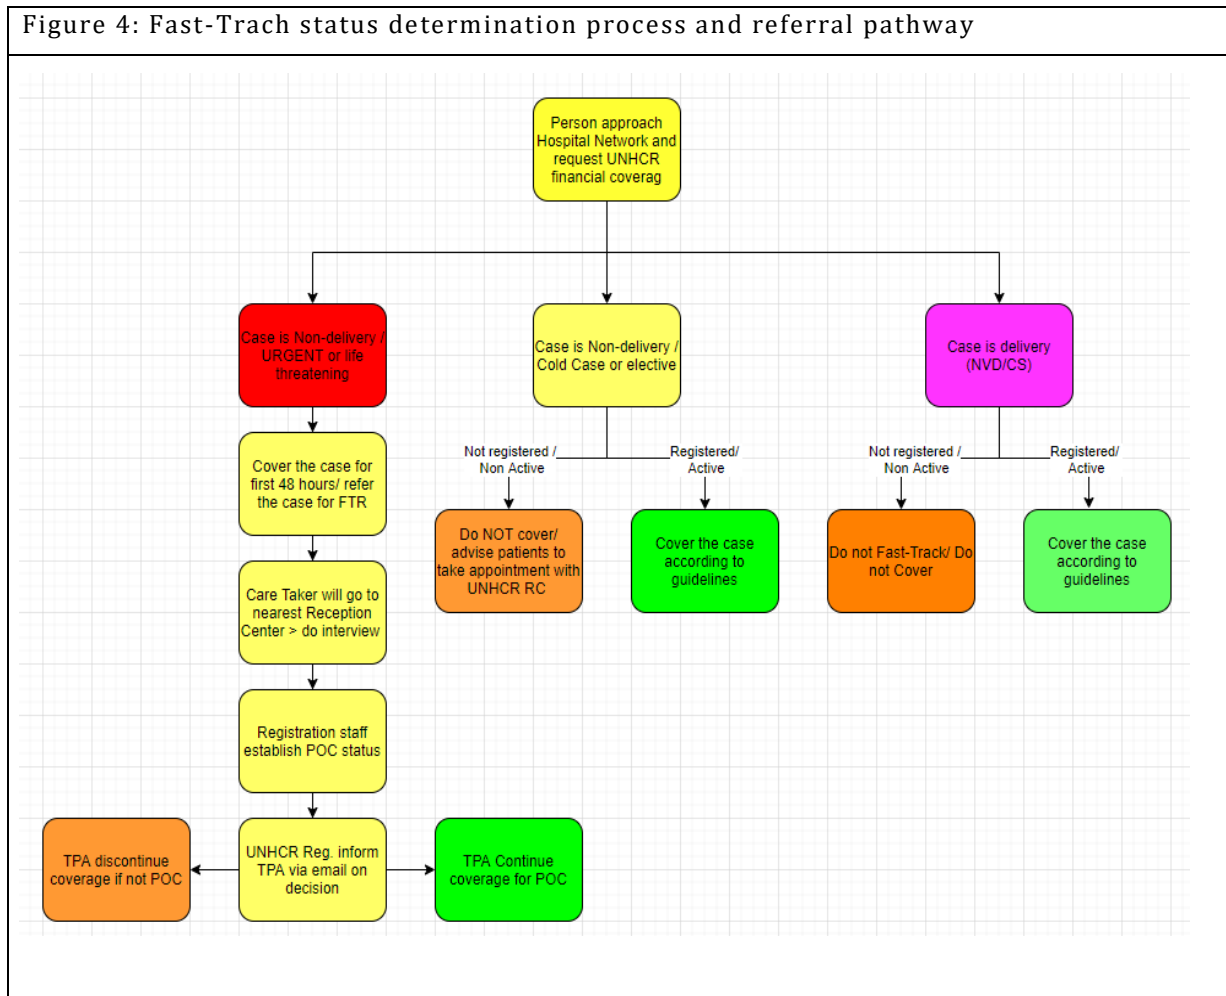 Figure 4: Fast-Trach status determination process and referral pathway
Person approach
Hospital Network and
request UNHCR
financial coverag
Case is Non-delivery /
URGENT or life
threatening
Case is Non-delivery /
Cold Case or elective
Case is delivery
(NVD/CS)
Cover the case for
first 48 hours/ refer
the case for FTR
Not registered /
Non Active
Registered/
Active
Not registered /
Non Active
Registered/
Active
Do NOT cover/
advise patients to
take appointment with
UNHCR RC
Cover the case
according to
guidelines
Do not Fast-Track/ Do
not Cover
Cover the case
according to
guidelines
Care Taker will go to
nearest Reception
Center > do interview
Registration staff
establish POC status
TPA discontinue
coverage if not POC
UNHCR Reg. inform
TPA via email on
decision
TPA Continue
coverage for POC